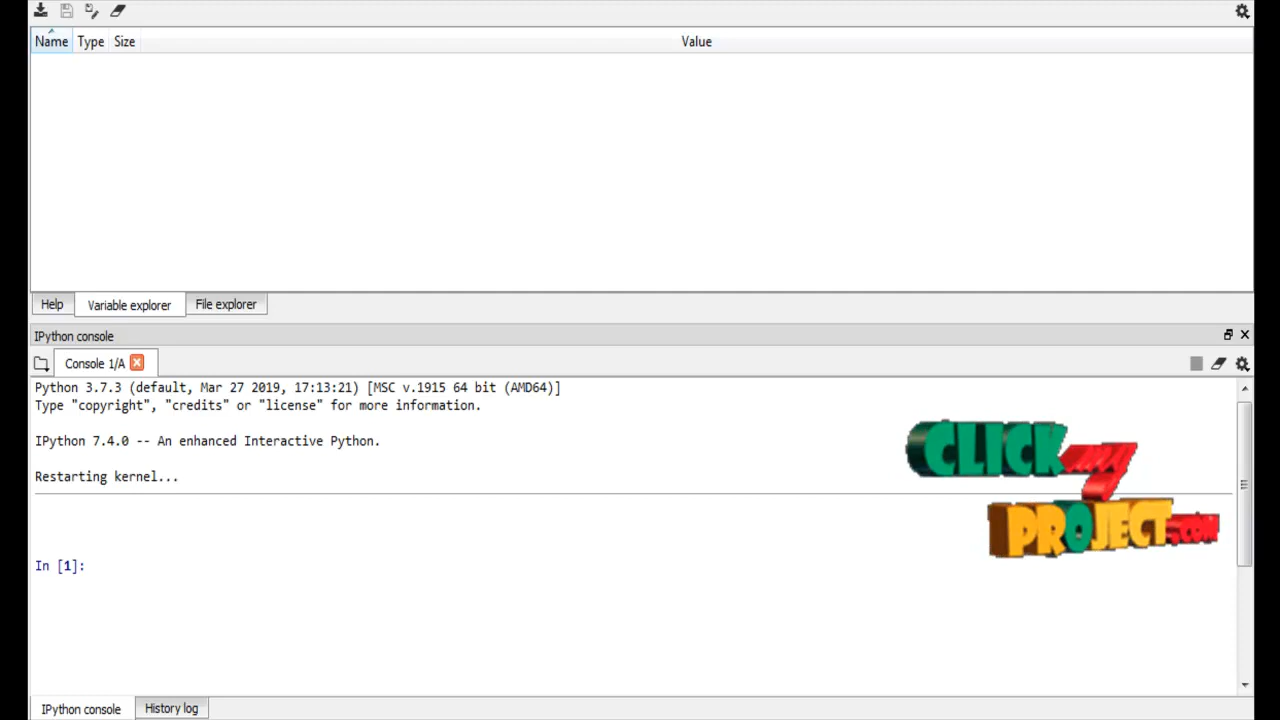 Name Type Size Value
Help Variable explorer File explorer
IPython console
Console 1/A
Python 3.7.3 (default, Mar 27 2019, 17:13:21) [MSC v.1915 64 bit (AMD64)]
Type "copyright", "credits" or "license" for more information.
IPython 7.4.0 -- An enhanced Interactive Python.
Restarting kernel...
CLICK my
PROJECT.COM
In [1]:
IPython console History log